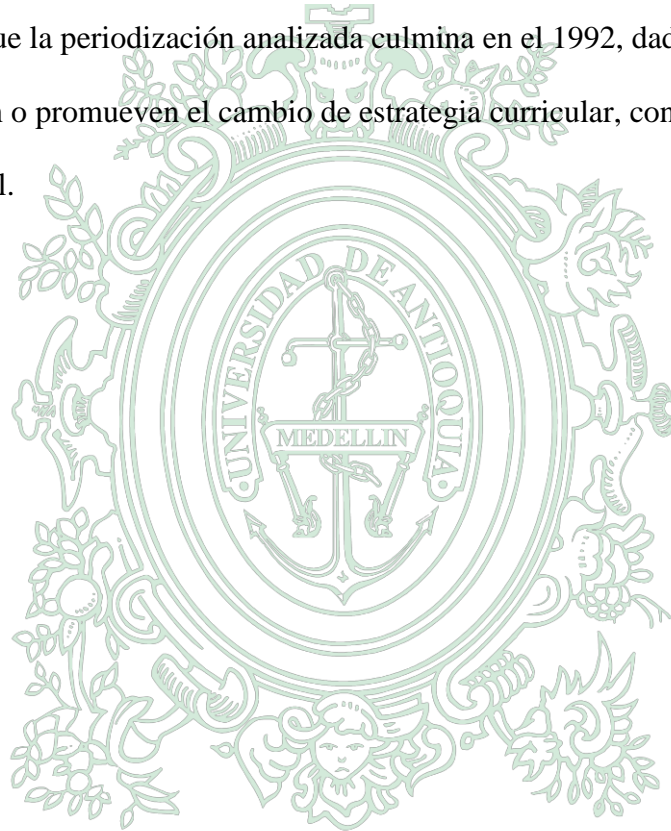 ue la periodización analizada culmina en el 1992, dad
n o promueven el cambio de estrategia curricular, con
l.
UNIVERSIDAD DE ANTIOQUIA
MEDELLIN